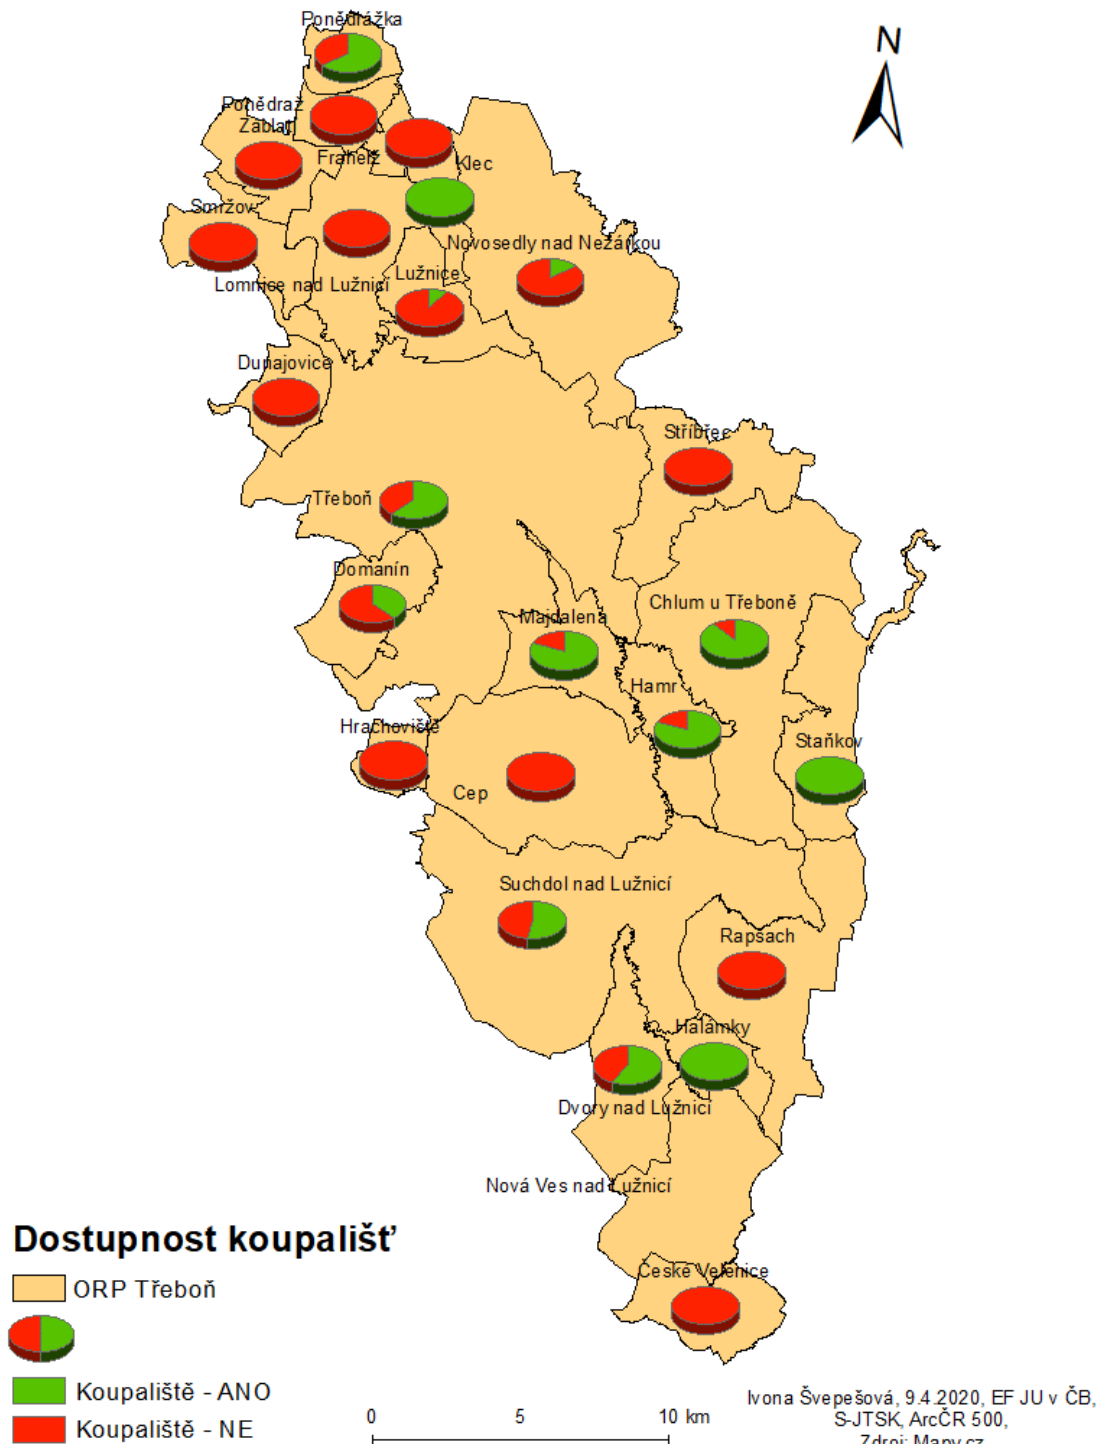 Ponědrážka
N
Ponědraž
Záblatí
Frahelž
Klec
Smržov
Novosedly nad Nežárkou
Lužnice
Lomnice nad Lužnicí
Dunajovice
Stříbřec
Třeboň
Domanín
Chlum u Třeboně
Majdalena
Hamr
Hrachoviště
Staňkov
Cep
Suchdol nad Lužnicí
Rapšach
Halámky
Dvory nad Lužnicí
Nová Ves nad Lužnicí
České Velenice
Dostupnost koupališť
ORP Třeboň
Koupaliště - ANO
Koupaliště - NE
0 5 10 km
Ivona Švepešová, 9.4.2020, EF JU v ČB,
S-JTSK, ArcČR 500,
Zdroj: Mapy.cz